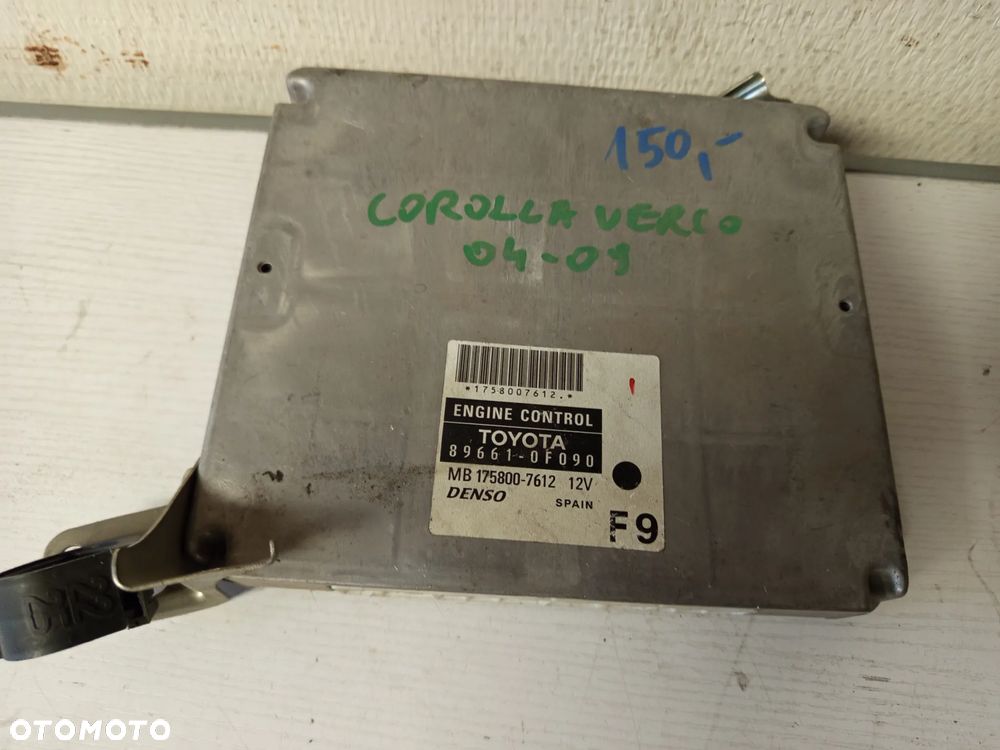 150,-
COROLLA VERSO
04-09
*1758007612.*
ENGINE CONTROL
TOYOTA
89661-0F090
MB 175800-7612 12V
DENSO SPAIN
F9
22
OTOMOTO